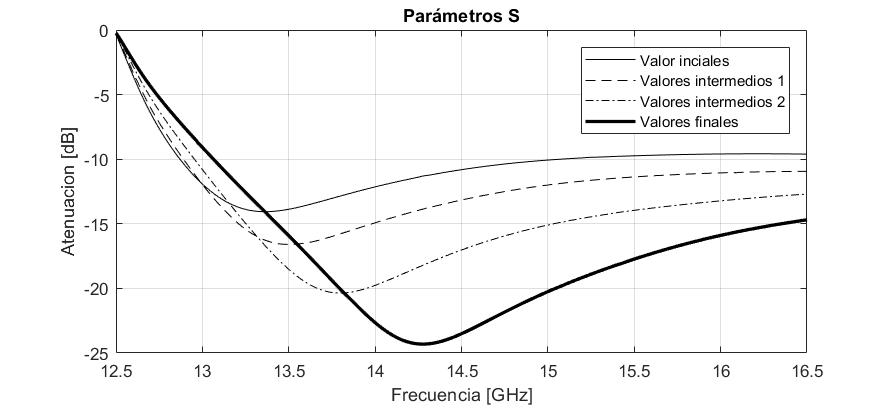 Parámetros S
0
-5
-10
-15
-20
-25
Atenuacion [dB]
Valor inciales
Valores intermedios 1
Valores intermedios 2
Valores finales
12.5 13 13.5 14 14.5 15 15.5 16 16.5
Frecuencia [GHz]